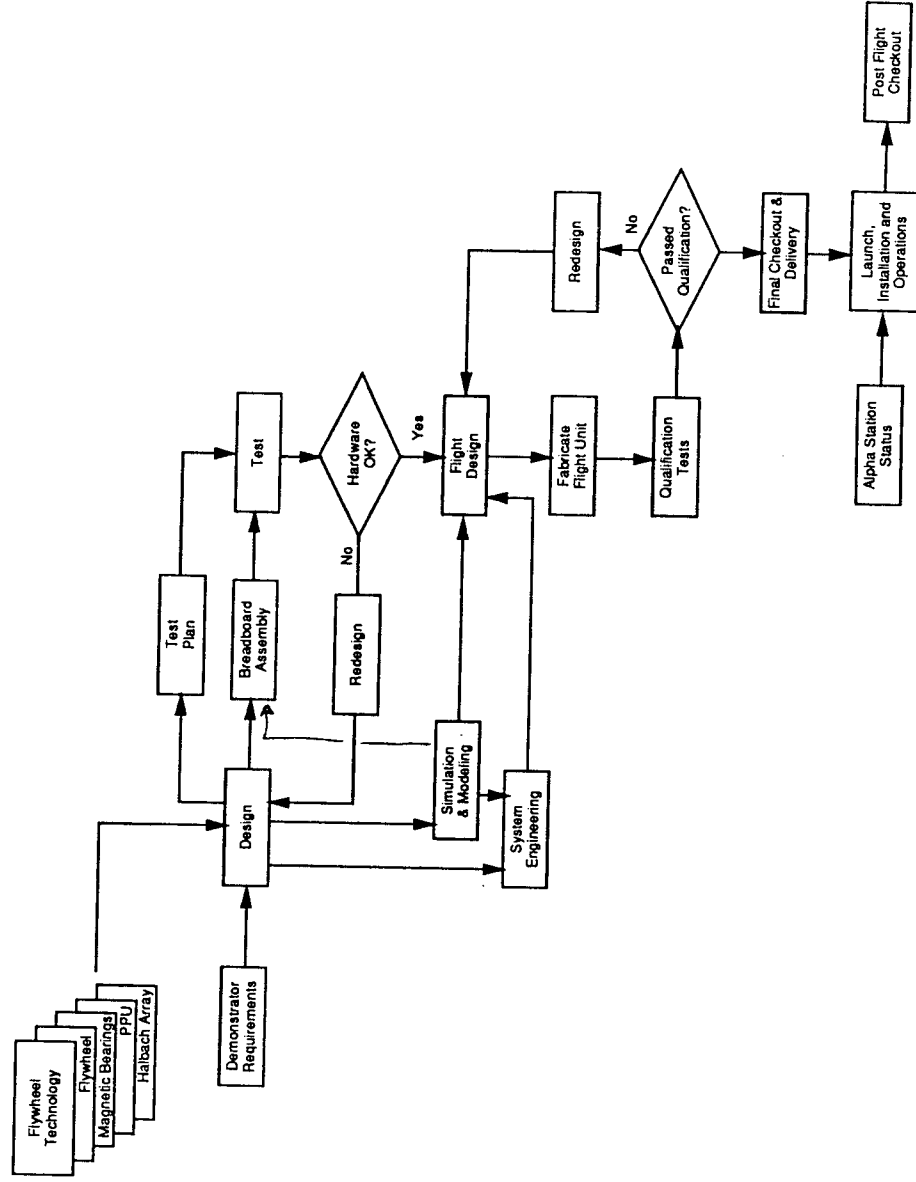 Flywheel
Technology
Flywheel
Magnetic Bearings
PPU
Halbach Array
Demonstrator
Requirements
Design
Test
Plan
Breadboard
Assembly
Test
Redesign
No
Hardware
OK?
Yes
Simulation
& Modeling
System
Engineering
Flight
Design
Fabricate
Flight Unit
Qualification
Tests
Redesign
No
Passed
Qualification?
Final Checkout &
Delivery
Alpha Station
Status
Launch,
Installation and
Operations
Post Flight
Checkout